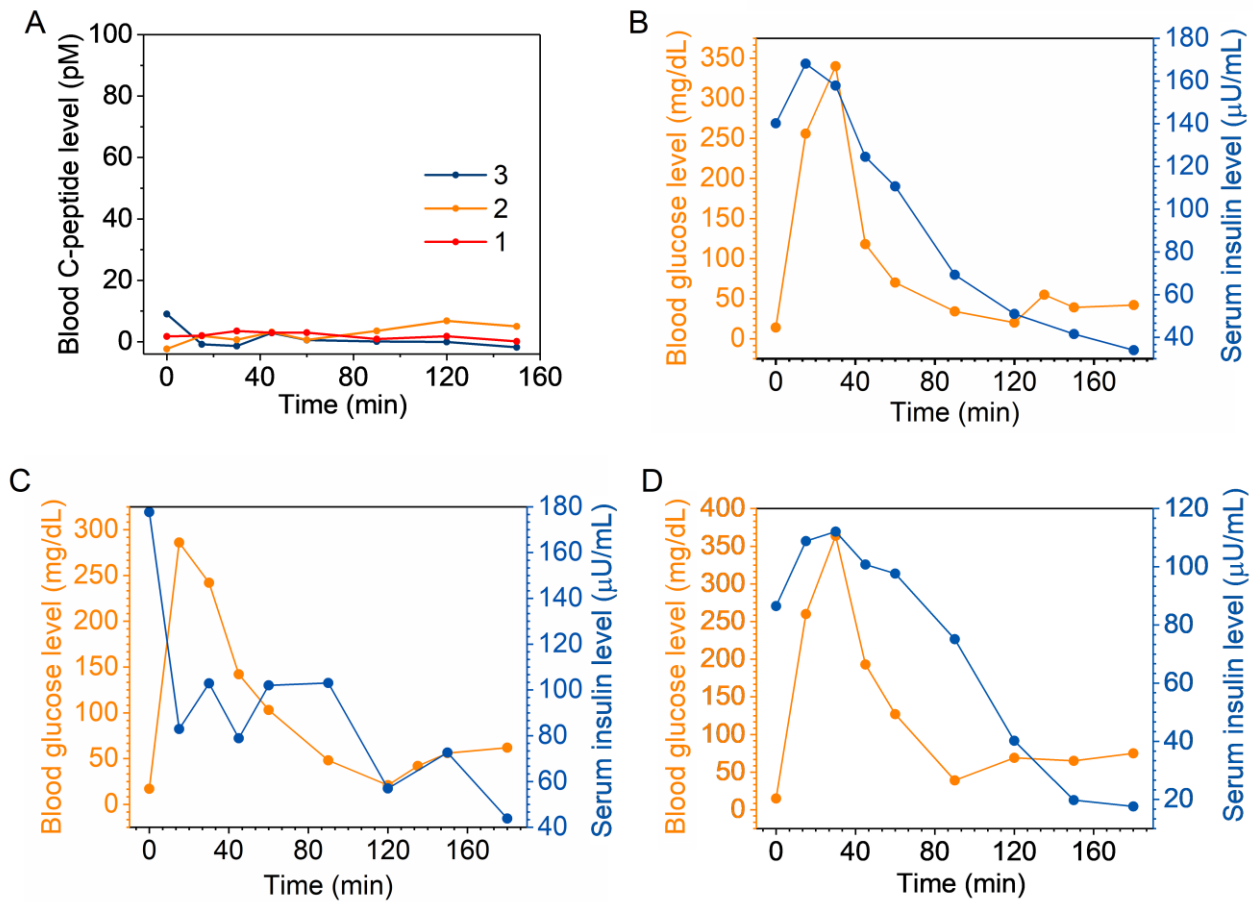 A
Blood C-peptide level (pM)
100
80
60
40
20
0
3
2
1
0 40 80 120 160
Time (min)
B
Blood glucose level (mg/dL)
350
300
250
200
150
100
50
0
180
160
140
120
100
80
60
40
Serum insulin level (μU/mL)
0 40 80 120 160
Time (min)
C
Blood glucose level (mg/dL)
300
250
200
150
100
50
0
180
160
140
120
100
80
60
40
Serum insulin level (μU/mL)
0 40 80 120 160
Time (min)
D
Blood glucose level (mg/dL)
400
350
300
250
200
150
100
50
0
120
100
80
60
40
20
Serum insulin level (μU/mL)
0 40 80 120 160
Time (min)